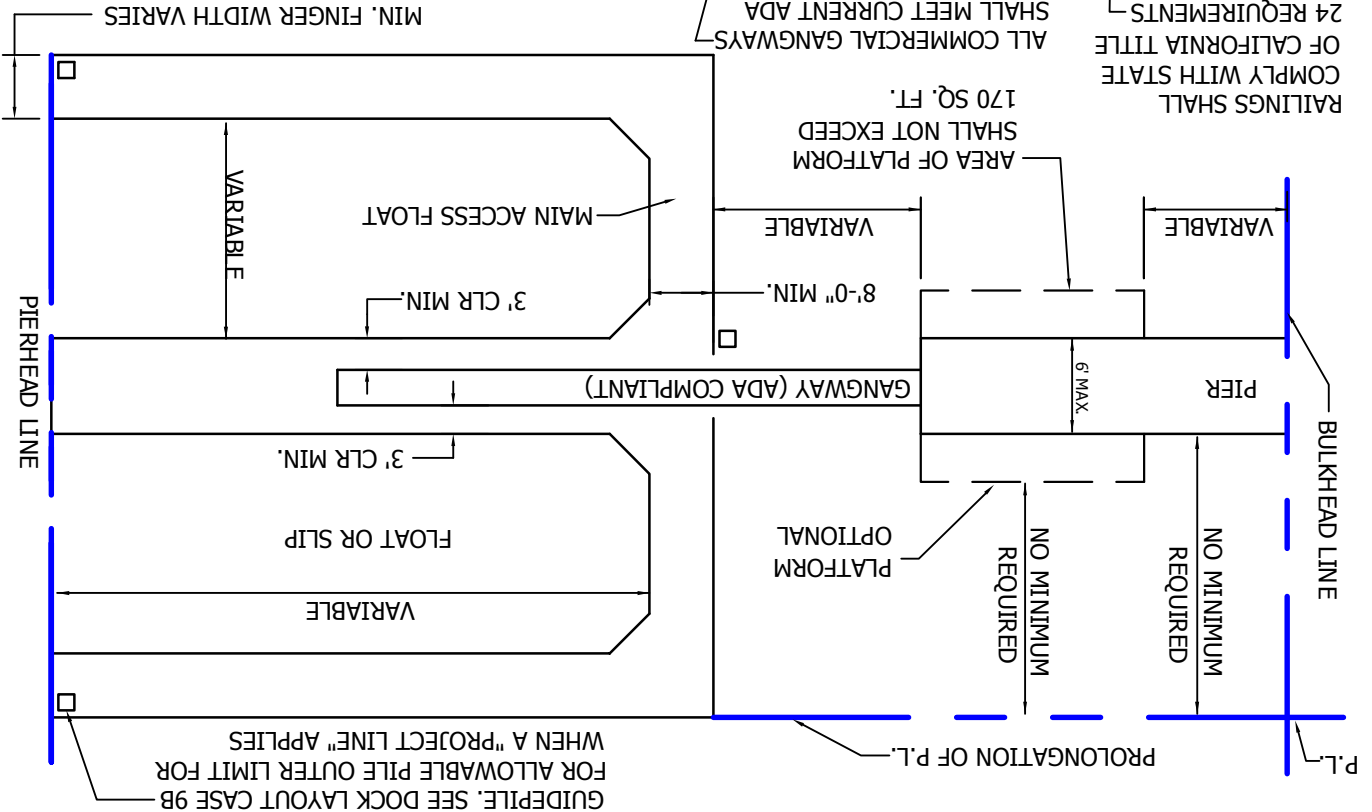 GUIDEPILE. SEE DOCK LAYOUT CASE 9B
FOR ALLOWABLE PILE OUTER LIMIT FOR
WHEN A "PROJECT LINE" APPLIES
P.L.
PROLONGATION OF P.L.
NO MINIMUM
REQUIRED
NO MINIMUM
REQUIRED
VARIABLE
FLOAT OR SLIP
PLATFORM
OPTIONAL
BULKHEAD LINE
3' CLR MIN.
PIERHEAD LINE
PIER
6' MAX.
GANGWAY (ADA COMPLIANT)
3' CLR MIN.
8'-0" MIN.
VARIABLE
VARIABLE
VARIABLE
MAIN ACCESS FLOAT
AREA OF PLATFORM
SHALL NOT EXCEED
170 SQ. FT.
RAILINGS SHALL
COMPLY WITH STATE
OF CALIFORNIA TITLE
24 REQUIREMENTS
ALL COMMERCIAL GANGWAYS
SHALL MEET CURRENT ADA
MIN. FINGER WIDTH VARIES